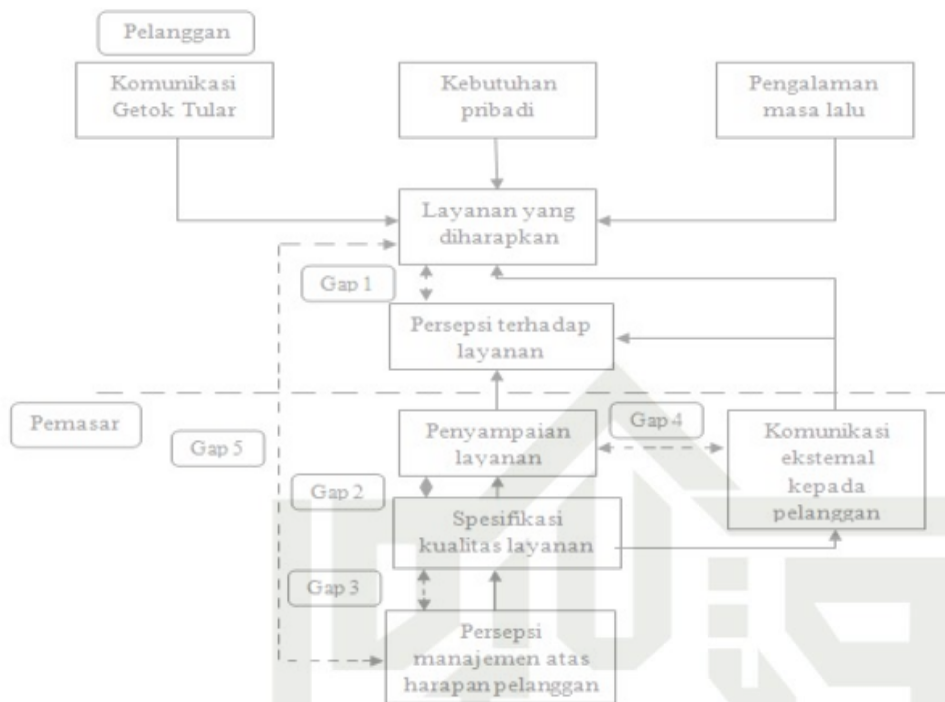 Pelanggan
Komunikasi
Getok Tular
Kebutuhan
pribadi
Pengalaman
masa lalu
Layanan yang
diharapkan
Gap 1
Persepsi terhadap
layanan
Pemasar
Gap 5
Penyampaian
layanan
Gap 4
Komunikasi
eksternal
kepada
pelanggan
Gap 2
Spesifikasi
kualitas layanan
Gap 3
Persepsi
manajemen atas
harapan pelanggan